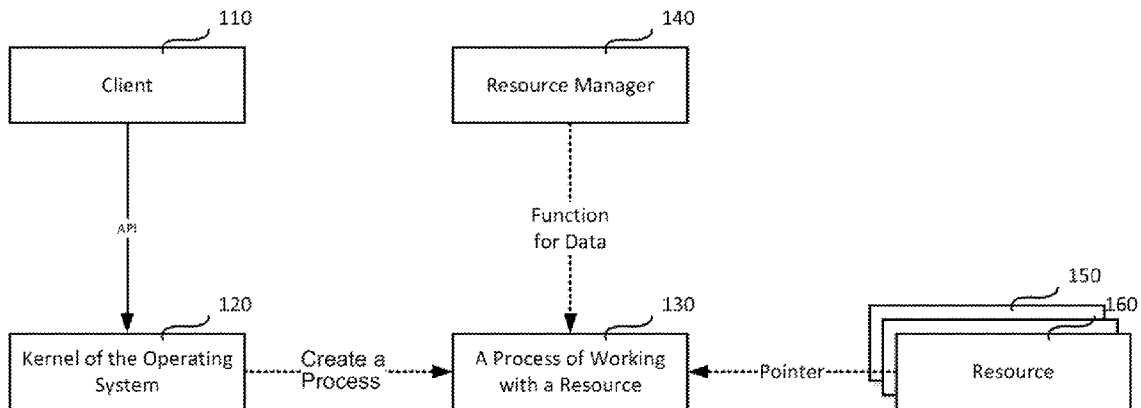 110
140
Client
Resource Manager
API
Function
for Data
120
130
150
160
Kernel of the Operating
System
Create a
Process
A Process of Working
with a Resource
Pointer
Resource